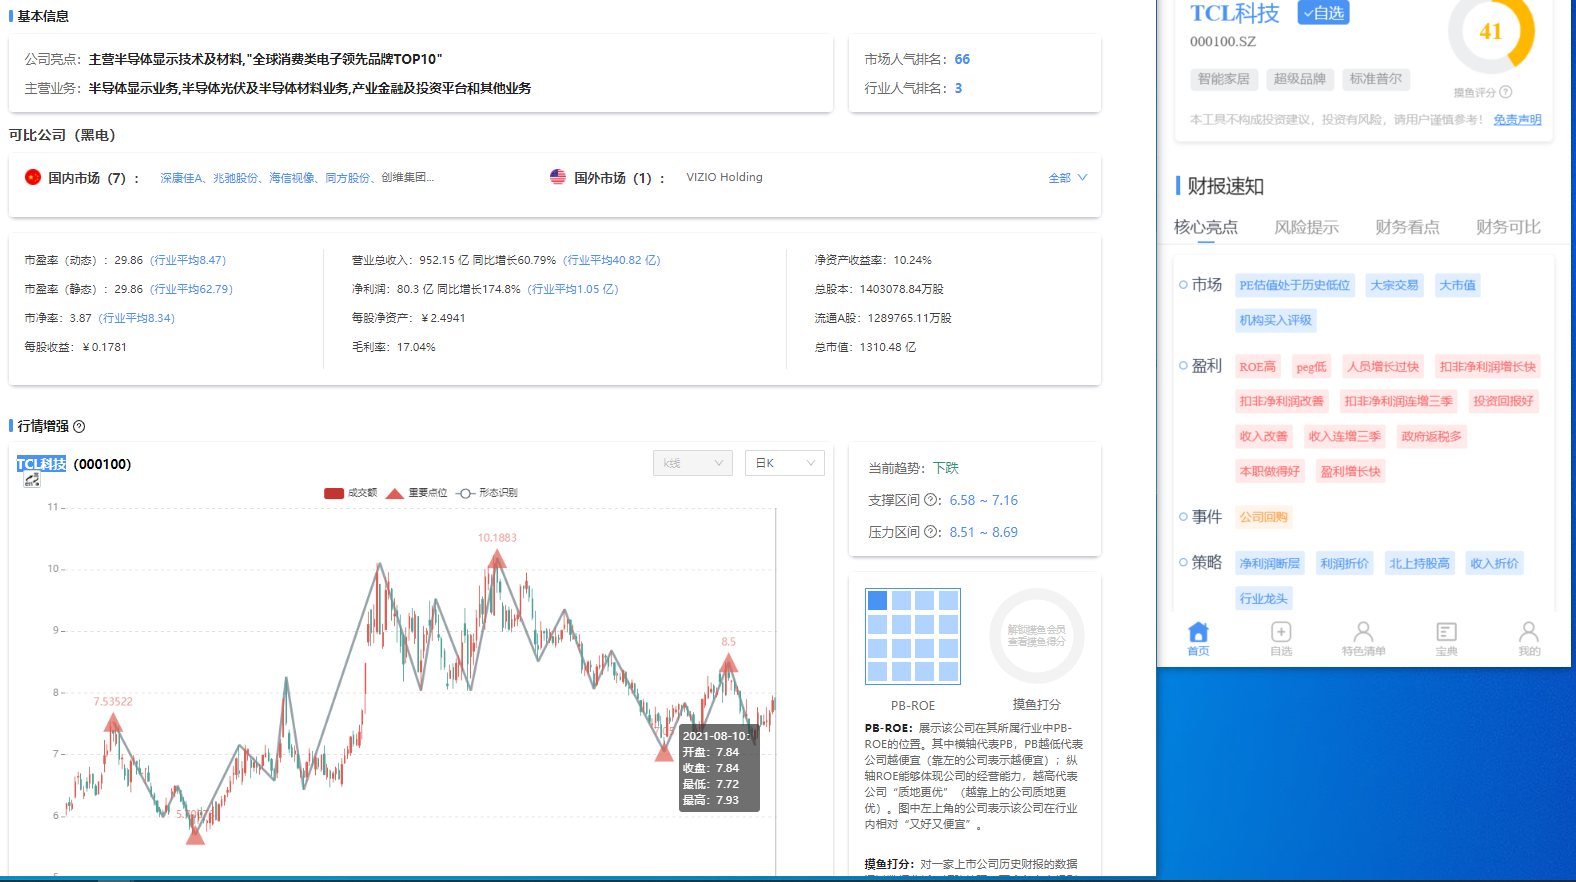 基本信息
公司亮点：主营半导体显示技术及材料,"全球消费类电子领先品牌TOP10"
主营业务：半导体显示业务,半导体光伏及半导体材料业务,产业金融及投资平台和其他业务
市场人气排名：66
行业人气排名：3
可比公司（黑电）
国内市场（7）：
深康佳A、兆驰股份、海信视像、同方股份、创维集团...
国外市场（1）：
VIZIO Holding
全部
市盈率（动态）：29.86（行业平均8.47）
市盈率（静态）：29.86（行业平均62.79）
市净率：3.87（行业平均8.34）
每股收益：￥0.1781
营业总收入：952.15 亿 同比增长60.79%（行业平均40.82 亿）
净利润：80.3 亿 同比增长174.8%（行业平均1.05 亿）
每股净资产：￥2.4941
毛利率：17.04%
净资产收益率：10.24%
总股本：1403078.84万股
流通A股：1289765.11万股
总市值：1310.48 亿
行情增强
TCL科技 (000100)
k线
日K
成交额
重要点位
形态识别
11
10
9
8
7
6
7.53522
10.1883
8.5
2021-08-10:
开盘：7.84
收盘：7.84
最低：7.72
最高：7.93
当前趋势：下跌
支撑区间：6.58 ~ 7.16
压力区间：8.51 ~ 8.69
解锁摸鱼会员
查看摸鱼得分
PB-ROE
摸鱼打分
PB-ROE：展示该公司在其所属行业中PB-
ROE的位置。其中横轴代表PB，PB越低代表
公司越便宜（靠左的公司表示越便宜）；纵
轴ROE能够体现公司的经营能力，越高代表
公司“质地更优”（越靠上的公司质地更
优）。图中左上角的公司表示该公司在行业
内相对“又好又便宜”。
摸鱼打分：对一家上市公司历史财报的数据
TCL科技
自选
000100.SZ
智能家居
超级品牌
标准普尔
41
摸鱼评分
本工具不构成投资建议，投资有风险，请用户谨慎参考！
免责声明
财报速知
核心亮点
风险提示
财务看点
财务可比
市场
PE估值处于历史低位
大宗交易
大市值
机构买入评级
盈利
ROE高
peg低
人员增长过快
扣非净利润增长快
扣非净利润改善
扣非净利润连增三季
投资回报好
收入改善
收入连增三季
政府返税多
本职做得好
盈利增长快
事件
公司回购
策略
净利润断层
利润折价
北上持股高
收入折价
行业龙头
首页
自选
特色清单
宝典
我的